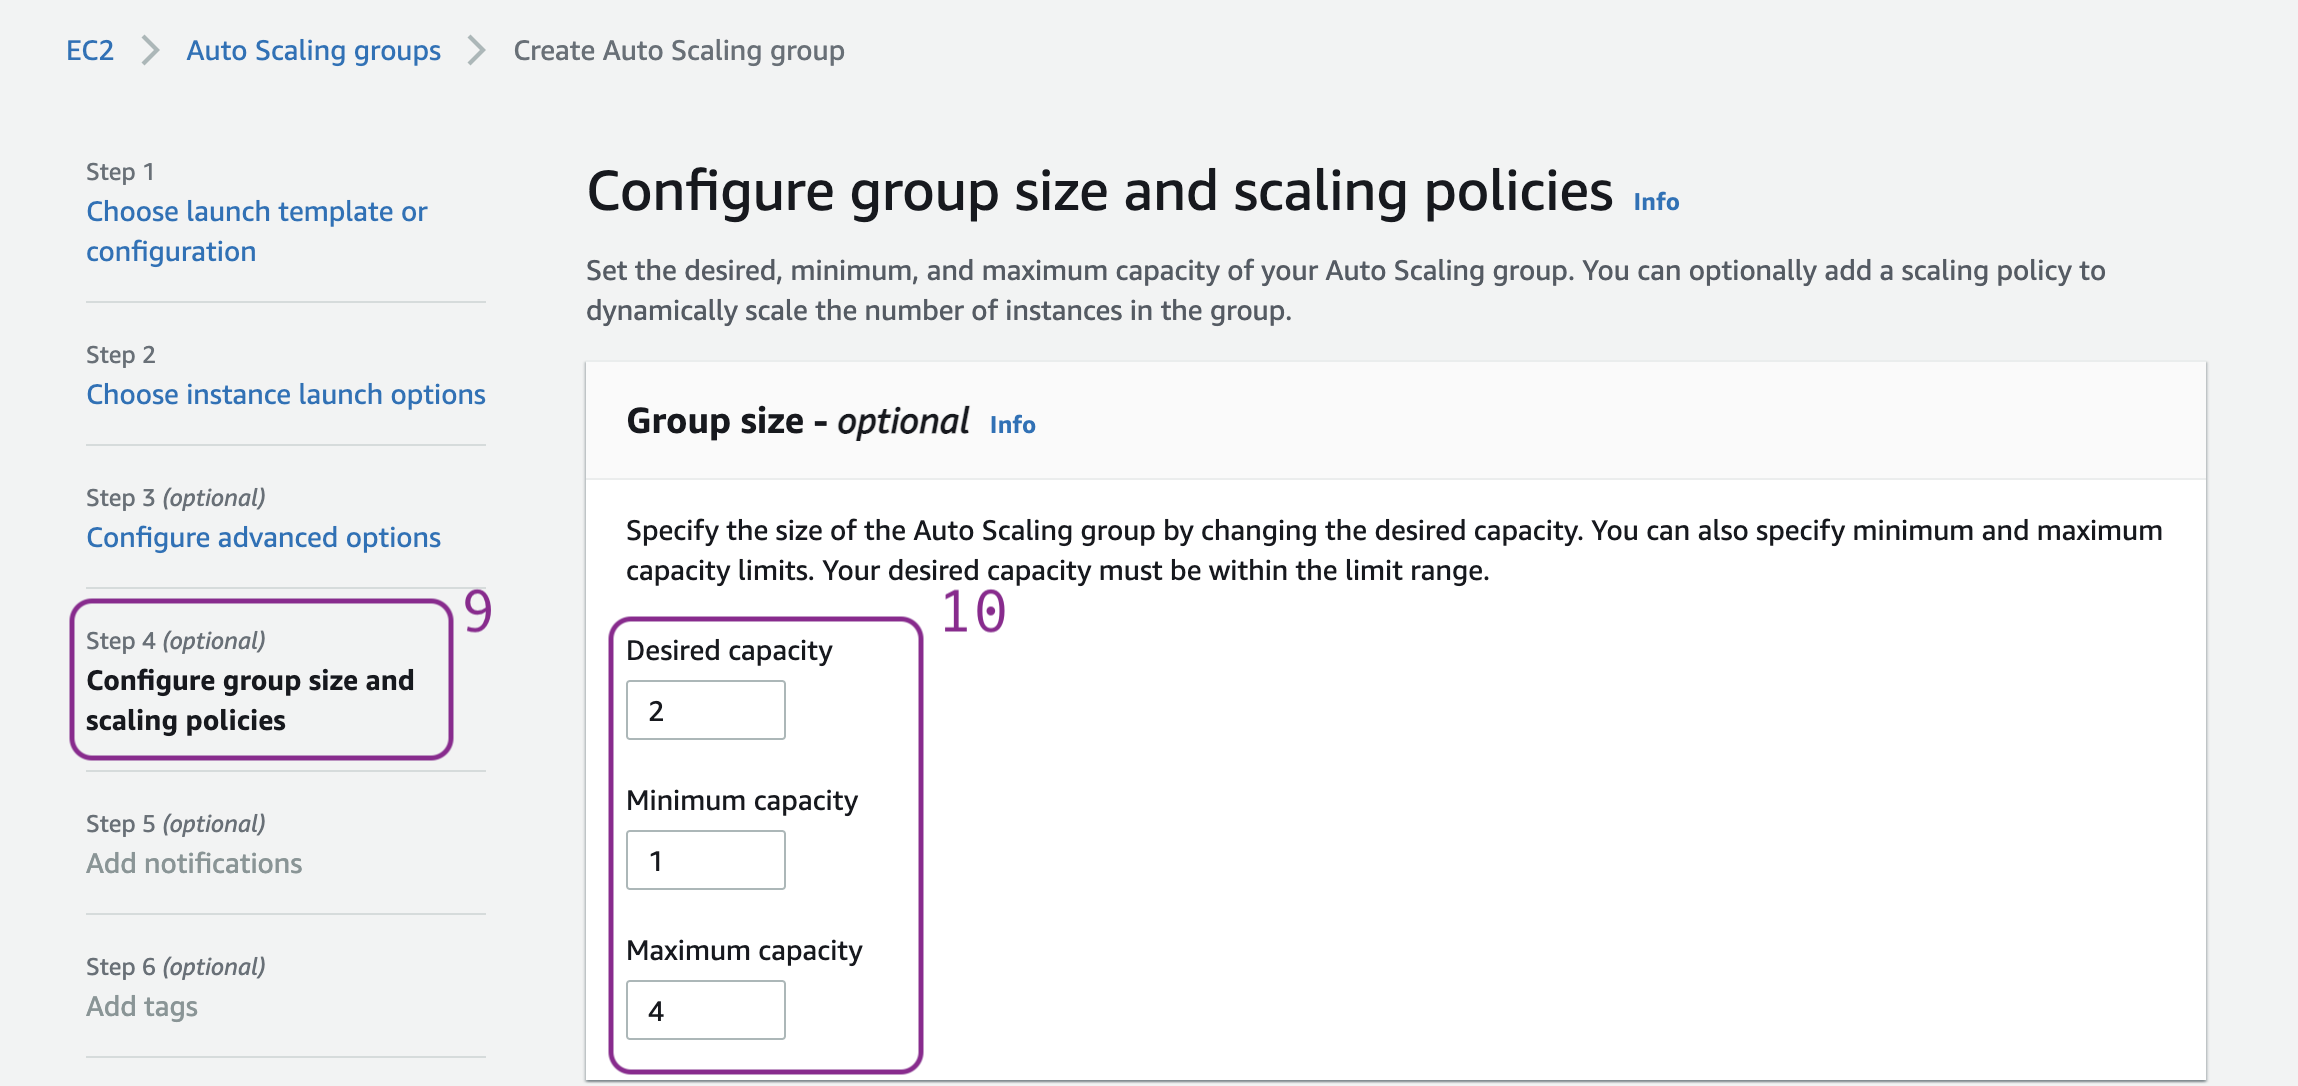 EC2 > Auto Scaling groups > Create Auto Scaling group
Step 1
Choose launch template or
configuration
Step 2
Choose instance launch options
Step 3 (optional)
Configure advanced options
9
Step 4 (optional)
Configure group size and
scaling policies
Step 5 (optional)
Add notifications
Step 6 (optional)
Add tags
Configure group size and scaling policies Info
Set the desired, minimum, and maximum capacity of your Auto Scaling group. You can optionally add a scaling policy to
dynamically scale the number of instances in the group.
Group size - optional Info
Specify the size of the Auto Scaling group by changing the desired capacity. You can also specify minimum and maximum
capacity limits. Your desired capacity must be within the limit range.
10
Desired capacity
2
Minimum capacity
1
Maximum capacity
4